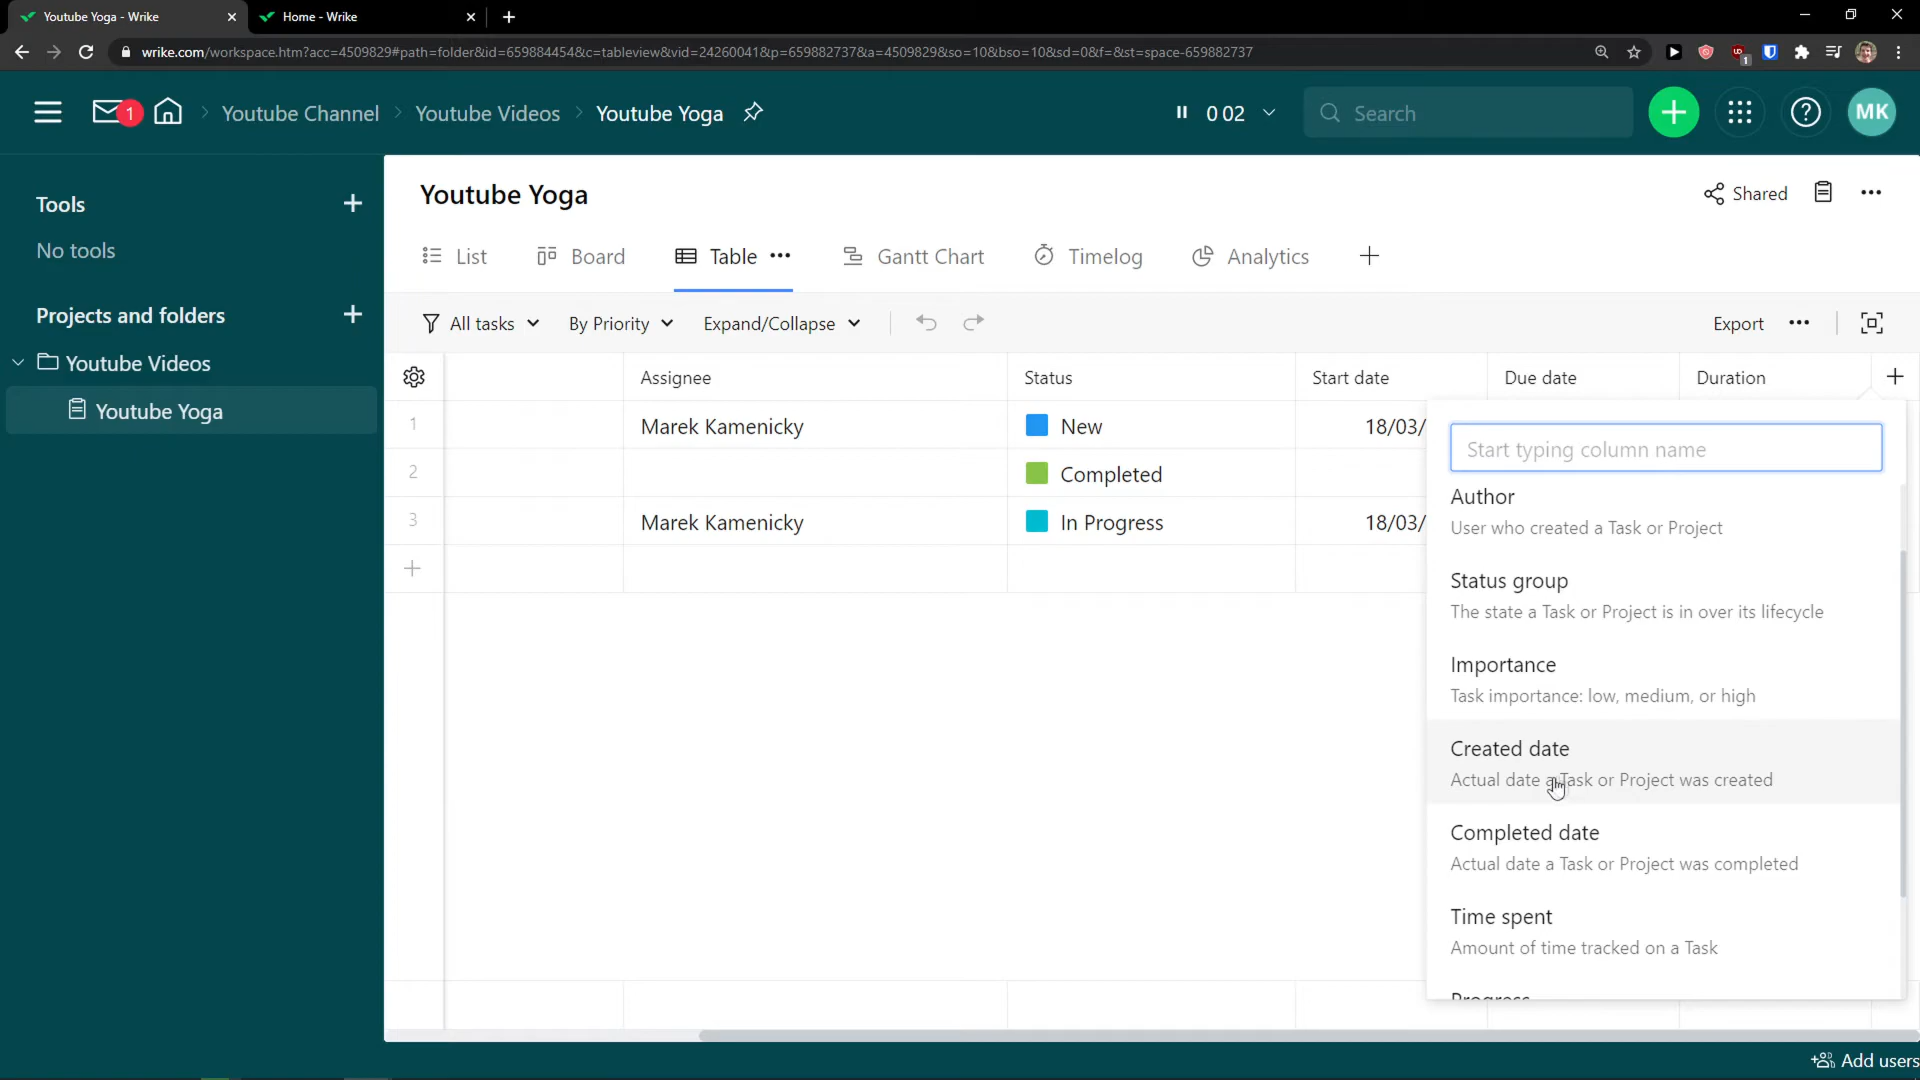 Youtube Yoga - Wrike
Home - Wrike
wrike.com/workspace.htm?acc=4509829#path=folder&id=659884454&c=tableview&vid=24260041&p=659882737&a=4509829&so=10&bso=10&sd=0&f=&st=space-659882737
1
1
Youtube Channel
Youtube Videos
Youtube Yoga
0 02
Search
MK
Tools
No tools
Projects and folders
Youtube Videos
Youtube Yoga
Youtube Yoga
Shared
List
Board
Table
Gantt Chart
Timelog
Analytics
All tasks
By Priority
Expand/Collapse
Export
Assignee
Status
Start date
Due date
Duration
1
Marek Kamenicky
New
18/03/
2
Completed
3
Marek Kamenicky
In Progress
18/03/
Start typing column name
Author
User who created a Task or Project
Status group
The state a Task or Project is in over its lifecycle
Importance
Task importance: low, medium, or high
Created date
Actual date a Task or Project was created
Completed date
Actual date a Task or Project was completed
Time spent
Amount of time tracked on a Task
Progress
Add users